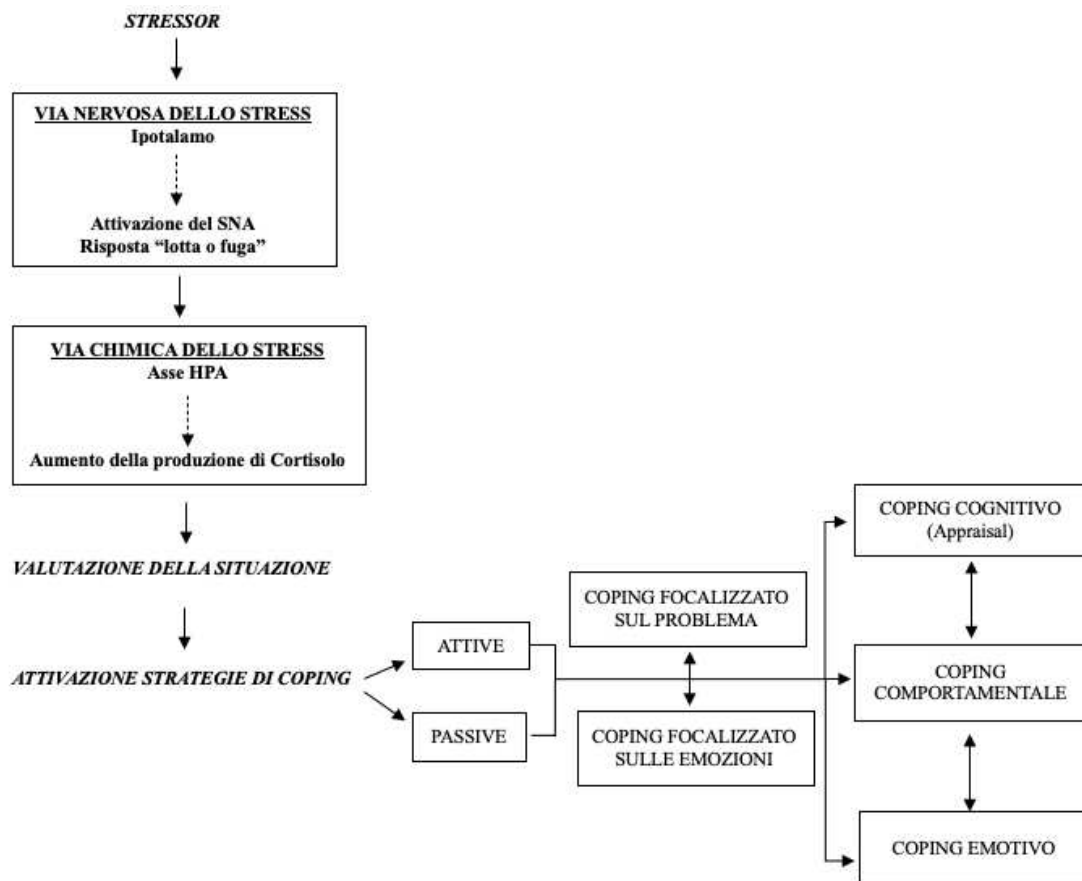 STRESSOR
VIA NERVOSA DELLO STRESS
Ipotalamo
Attivazione del SNA
Risposta “lotta o fuga”
VIA CHIMICA DELLO STRESS
Asse HPA
Aumento della produzione di Cortisolo
VALUTAZIONE DELLA SITUAZIONE
ATTIVAZIONE STRATEGIE DI COPING
ATTIVE
PASSIVE
COPING FOCALIZZATO
SUL PROBLEMA
COPING FOCALIZZATO
SULLE EMOZIONI
COPING COGNITIVO
(Appraisal)
COPING
COMPORTAMENTALE
COPING EMOTIVO